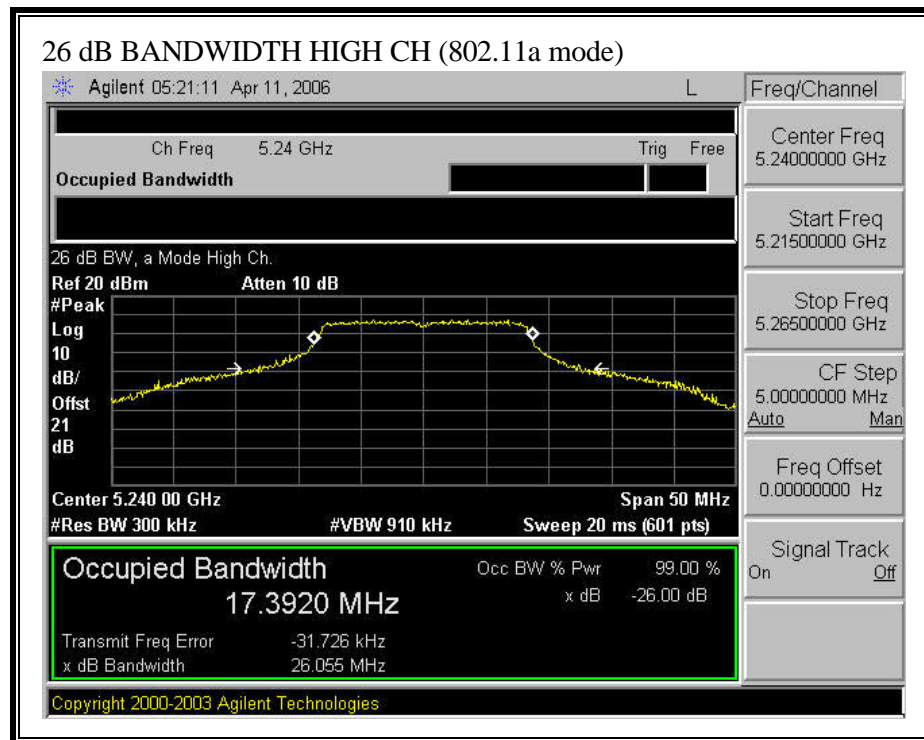 26 dB BANDWIDTH HIGH CH (802.11a mode)
Agilent 05:21:11 Apr 11, 2006 L
Freq/Channel
Ch Freq 5.24 GHz Trig Free
Occupied Bandwidth
Center Freq
5.24000000 GHz
Start Freq
5.21500000 GHz
Stop Freq
5.26500000 GHz
CF Step
5.00000000 MHz
Auto Man
Freq Offset
0.00000000 Hz
Signal Track
On Off
26 dB BW, a Mode High Ch.
Ref 20 dBm Atten 10 dB
#Peak
Log
10
dB/
Offst
21
dB
Center 5.240 00 GHz Span 50 MHz
#Res BW 300 kHz #VBW 910 kHz Sweep 20 ms (601 pts)
Occupied Bandwidth
17.3920 MHz
Occ BW % Pwr 99.00 %
x dB -26.00 dB
Transmit Freq Error -31.726 kHz
x dB Bandwidth 26.055 MHz
Copyright 2000-2003 Agilent Technologies